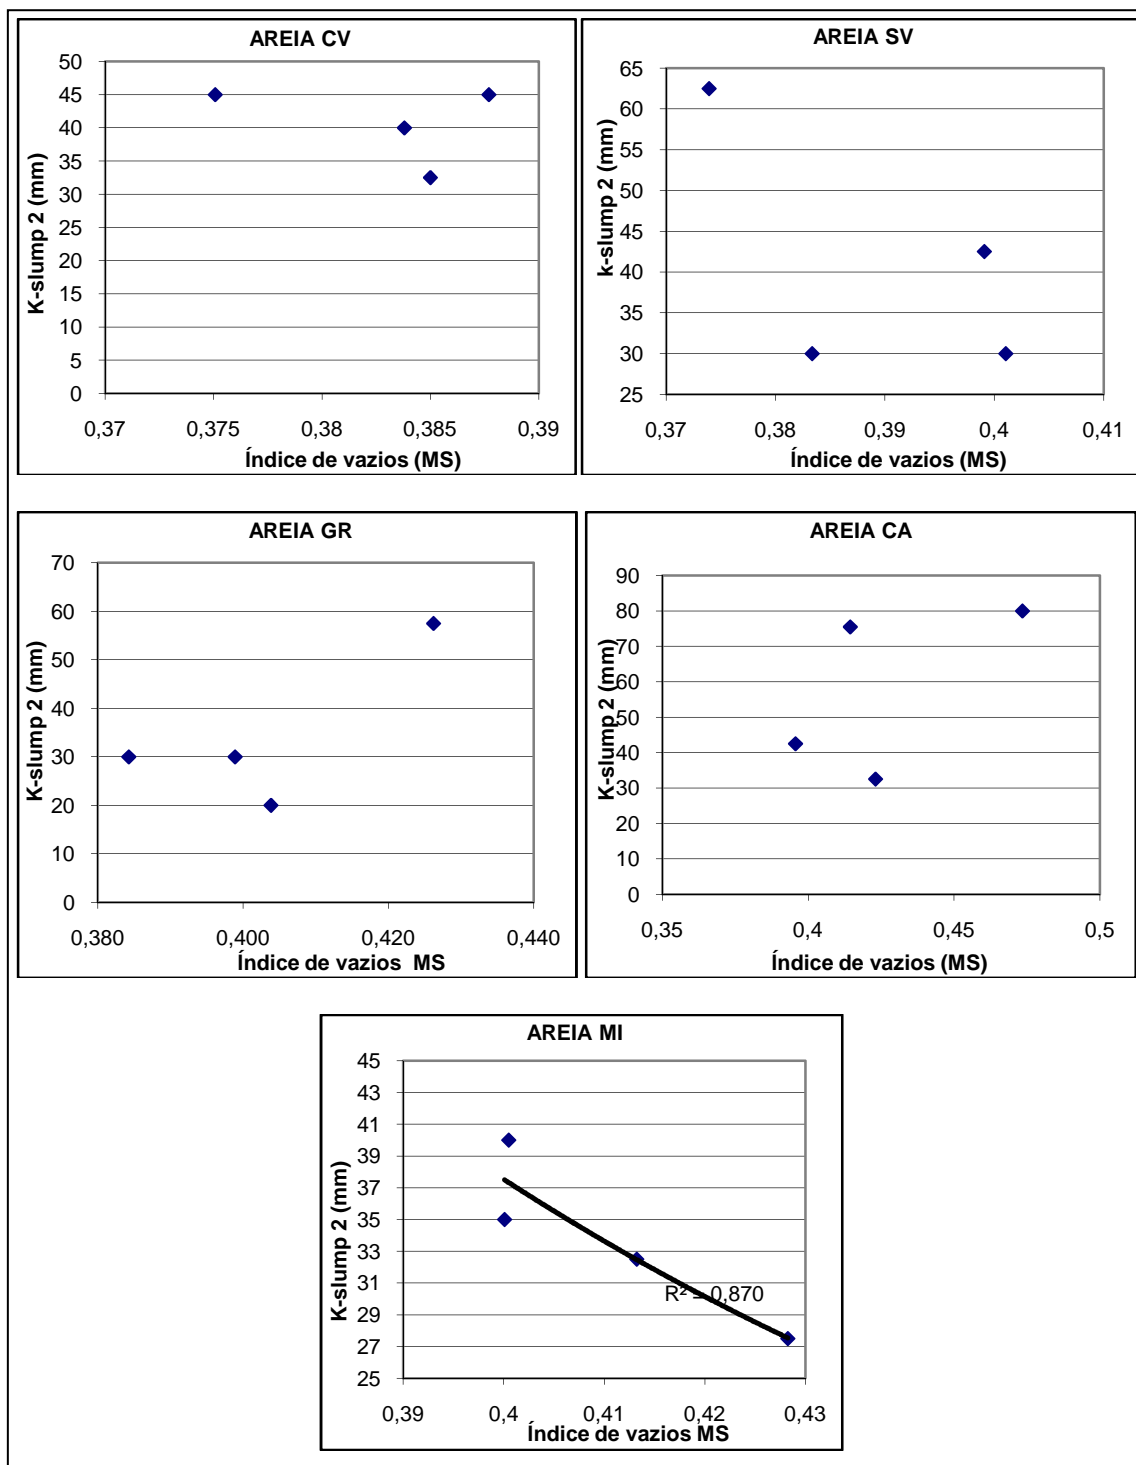 AREIA CV
K-slump 2 (mm)
50
45
40
35
30
25
20
15
10
5
0
0,37 0,375 0,38 0,385 0,39
Índice de vazios (MS)
AREIA SV
k-slump 2 (mm)
65
60
55
50
45
40
35
30
25
0,37 0,38 0,39 0,4 0,41
Índice de vazios (MS)
AREIA GR
K-slump 2 (mm)
70
60
50
40
30
20
10
0
0,380 0,400 0,420 0,440
Índice de vazios MS
AREIA CA
K-slump 2 (mm)
90
80
70
60
50
40
30
20
10
0
0,35 0,4 0,45 0,5
Índice de vazios (MS)
AREIA MI
K-slump 2 (mm)
45
43
41
39
37
35
33
31
29
27
25
R² = 0,870
0,39 0,4 0,41 0,42 0,43
Índice de vazios MS